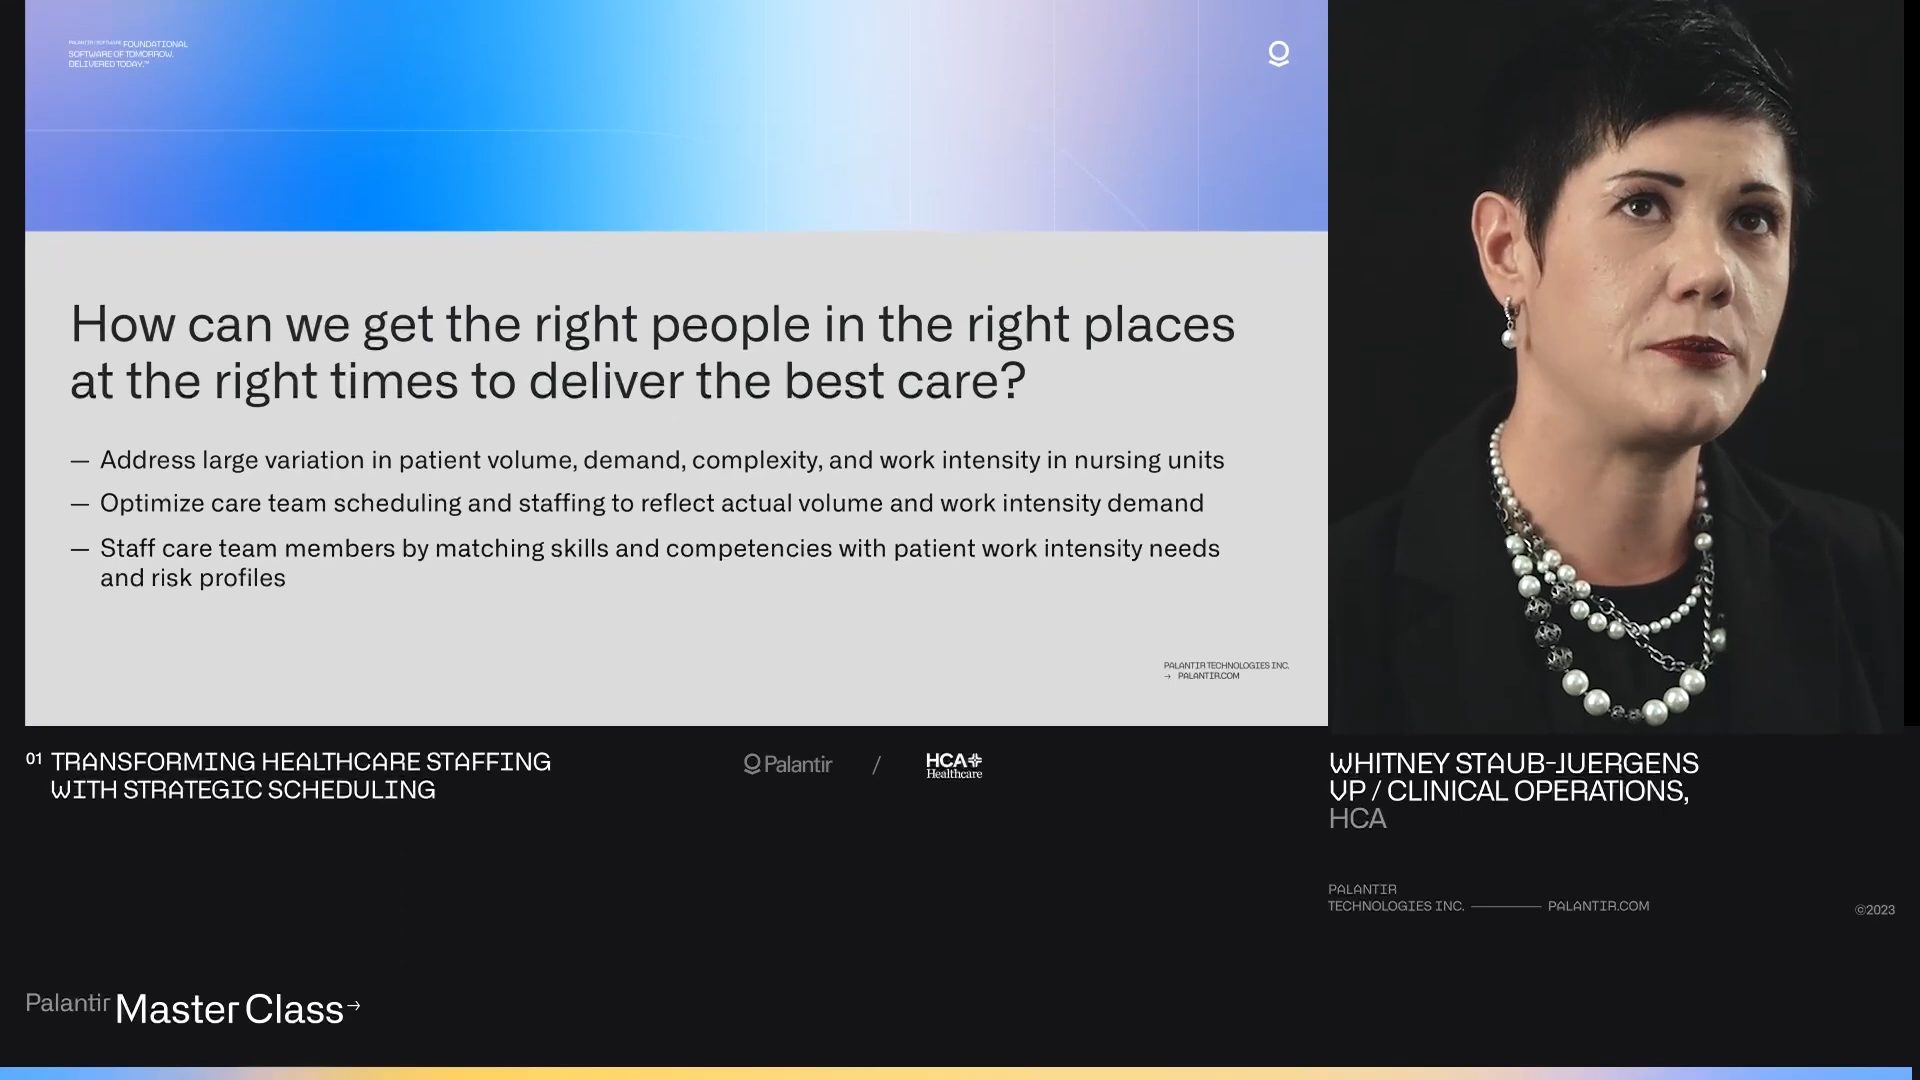 PALANTIR / SOFTWARE FOUNDATIONAL
SOFTWARE OF TOMORROW.
DELIVERED TODAY.™
How can we get the right people in the right places
at the right times to deliver the best care?
— Address large variation in patient volume, demand, complexity, and work intensity in nursing units
— Optimize care team scheduling and staffing to reflect actual volume and work intensity demand
— Staff care team members by matching skills and competencies with patient work intensity needs
and risk profiles
PALANTIR TECHNOLOGIES INC.
→ PALANTIR.COM
01 TRANSFORMING HEALTHCARE STAFFING
WITH STRATEGIC SCHEDULING
Palantir / HCA
Healthcare
WHITNEY STAUB-JUERGENS
VP / CLINICAL OPERATIONS,
HCA
PALANTIR
TECHNOLOGIES INC. —— PALANTIR.COM
©2023
Palantir Master Class→